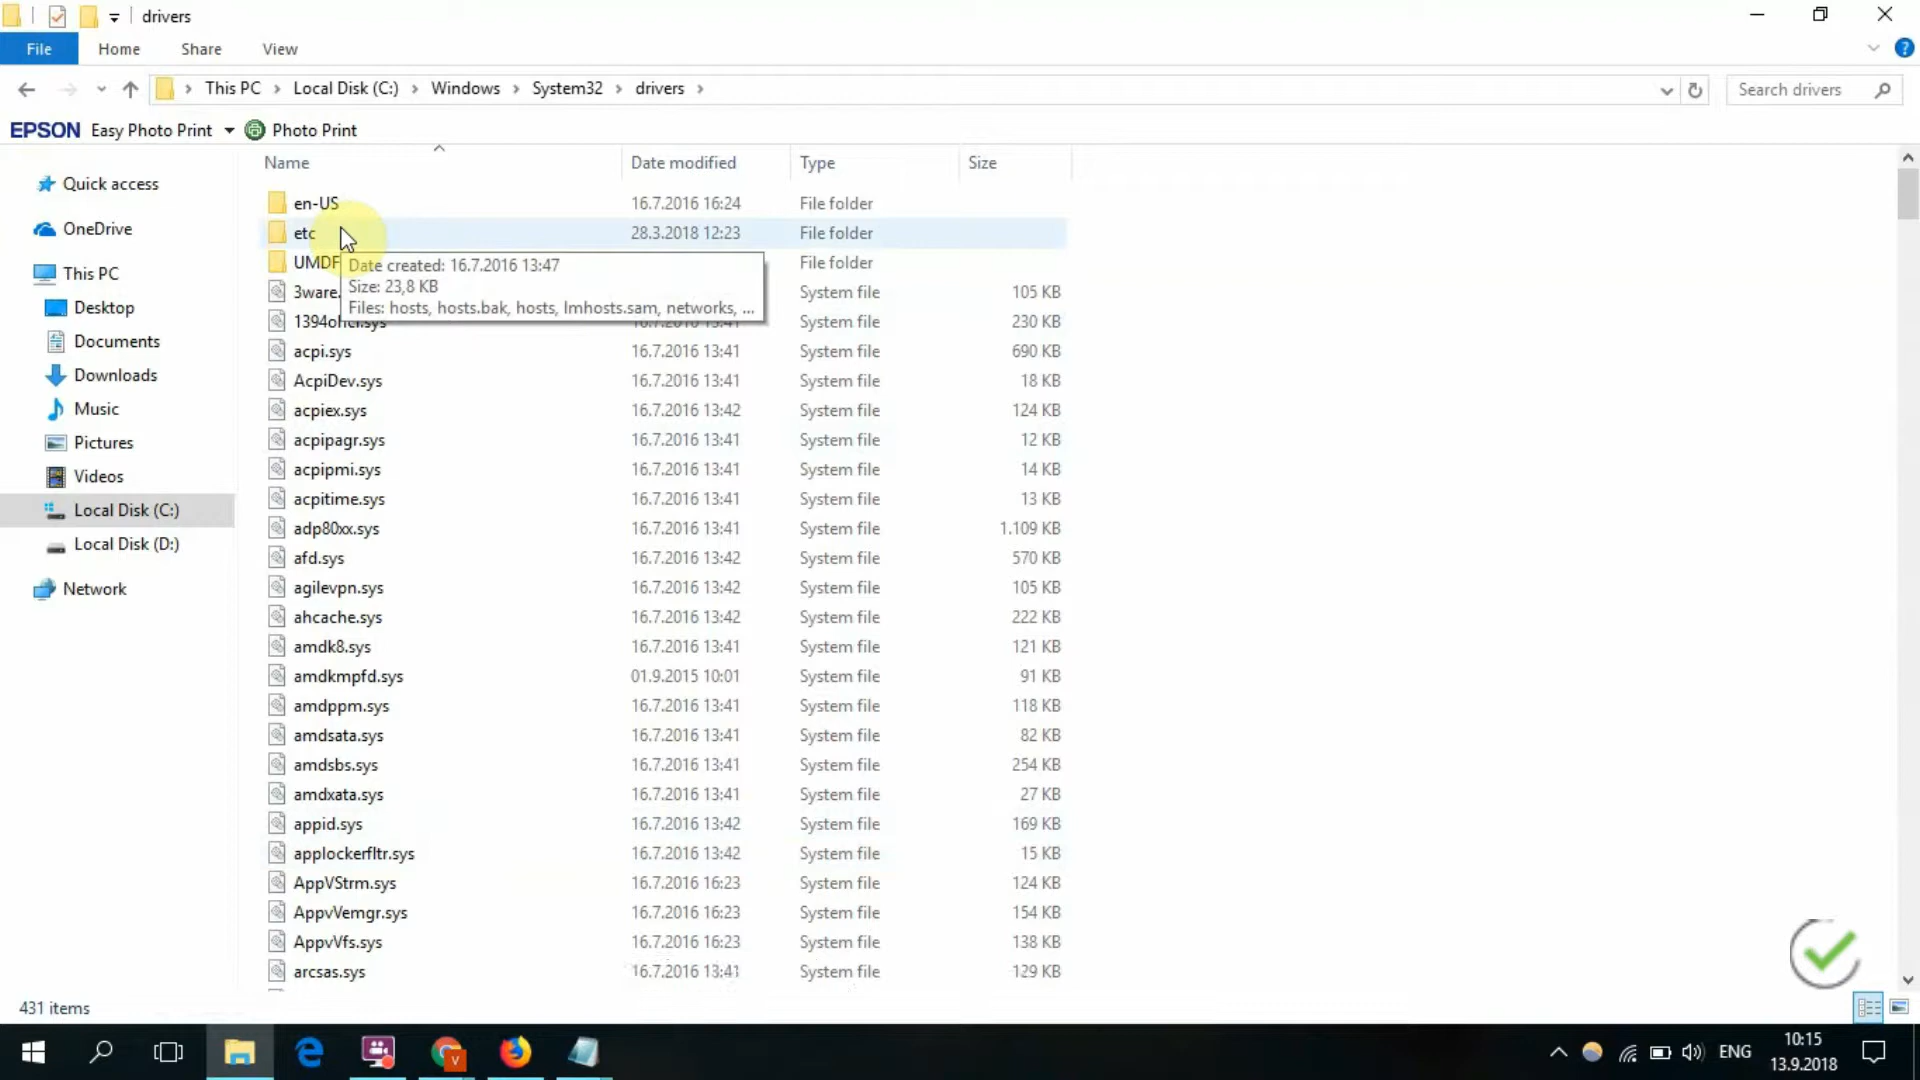 drivers
File Home Share View
This PC Local Disk (C:) Windows System32 drivers Search drivers
EPSON Easy Photo Print Photo Print
Name Date modified Type Size
Quick access
OneDrive
This PC
Desktop
Documents
Downloads
Music
Pictures
Videos
Local Disk (C:)
Local Disk (D:)
Network
en-US 16.7.2016 16:24 File folder
etc 28.3.2018 12:23 File folder
UMDF File folder
Date created: 16.7.2016 13:47
Size: 23,8 KB
Files: hosts, hosts.bak, hosts, lmhosts.sam, networks, ...
3ware. System file 105 KB
1394ohci.sys 16.7.2016 13:41 System file 230 KB
acpi.sys 16.7.2016 13:41 System file 690 KB
AcpiDev.sys 16.7.2016 13:41 System file 18 KB
acpiex.sys 16.7.2016 13:42 System file 124 KB
acpipagr.sys 16.7.2016 13:41 System file 12 KB
acpipmi.sys 16.7.2016 13:41 System file 14 KB
acpitime.sys 16.7.2016 13:41 System file 13 KB
adp80xx.sys 16.7.2016 13:41 System file 1.109 KB
afd.sys 16.7.2016 13:42 System file 570 KB
agilevpn.sys 16.7.2016 13:42 System file 105 KB
ahcache.sys 16.7.2016 13:42 System file 222 KB
amdk8.sys 16.7.2016 13:41 System file 121 KB
amdkmpfd.sys 01.9.2015 10:01 System file 91 KB
amdppm.sys 16.7.2016 13:41 System file 118 KB
amdsata.sys 16.7.2016 13:41 System file 82 KB
amdsbs.sys 16.7.2016 13:41 System file 254 KB
amdxata.sys 16.7.2016 13:41 System file 27 KB
appid.sys 16.7.2016 13:42 System file 169 KB
applockerfltr.sys 16.7.2016 13:42 System file 15 KB
AppVStrm.sys 16.7.2016 16:23 System file 124 KB
AppvVemgr.sys 16.7.2016 16:23 System file 154 KB
AppvVfs.sys 16.7.2016 16:23 System file 138 KB
arcsas.sys 16.7.2016 13:41 System file 129 KB
431 items
V
ENG
10:15
13.9.2018